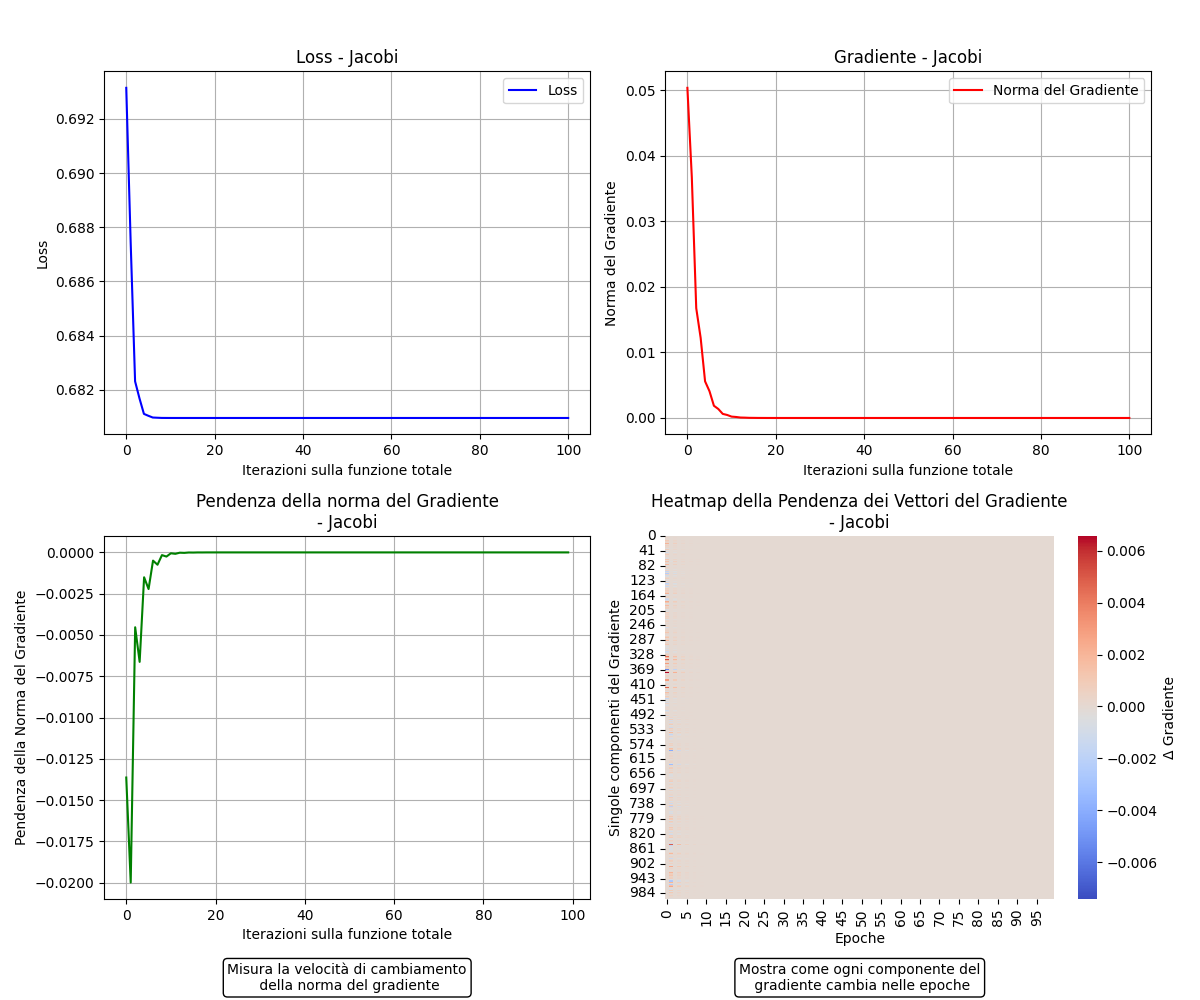 Loss - Jacobi
Loss
0.692
0.690
0.688
0.686
0.684
0.682
Loss
0 20 40 60 80 100
Iterazioni sulla funzione totale
Gradiente - Jacobi
Norma del Gradiente
0.05
0.04
0.03
0.02
0.01
0.00
Norma del Gradiente
0 20 40 60 80 100
Iterazioni sulla funzione totale
Pendenza della norma del Gradiente
- Jacobi
0.0000
−0.0025
−0.0050
−0.0075
−0.0100
−0.0125
−0.0150
−0.0175
−0.0200
Pendenza della Norma del Gradiente
0 20 40 60 80 100
Iterazioni sulla funzione totale
Misura la velocità di cambiamento
della norma del gradiente
Heatmap della Pendenza dei Vettori del Gradiente
- Jacobi
0
41
82
123
164
205
246
287
328
369
410
451
492
533
574
615
656
697
738
779
820
861
902
943
984
Singole componenti del Gradiente
0 5 10 15 20 25 30 35 40 45 50 55 60 65 70 75 80 85 90 95
Epoche
0.006
0.004
0.002
0.000
−0.002
−0.004
−0.006
Δ Gradiente
Mostra come ogni componente del
gradiente cambia nelle epoche